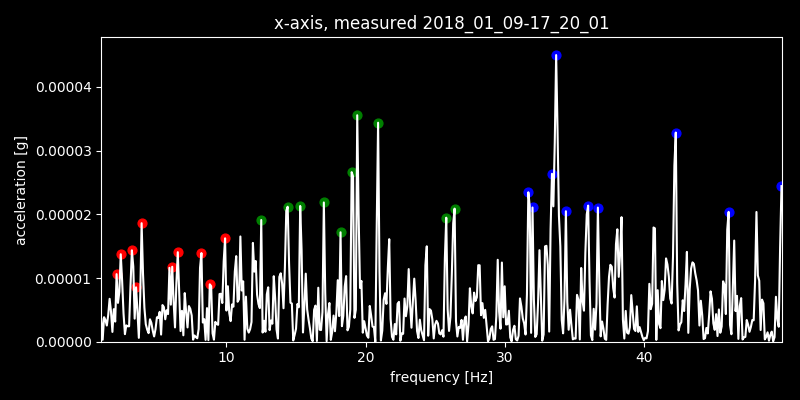 x-axis, measured 2018_01_09-17_20_01
acceleration [g]
0.00004
0.00003
0.00002
0.00001
0.00000
10 20 30 40
frequency [Hz]